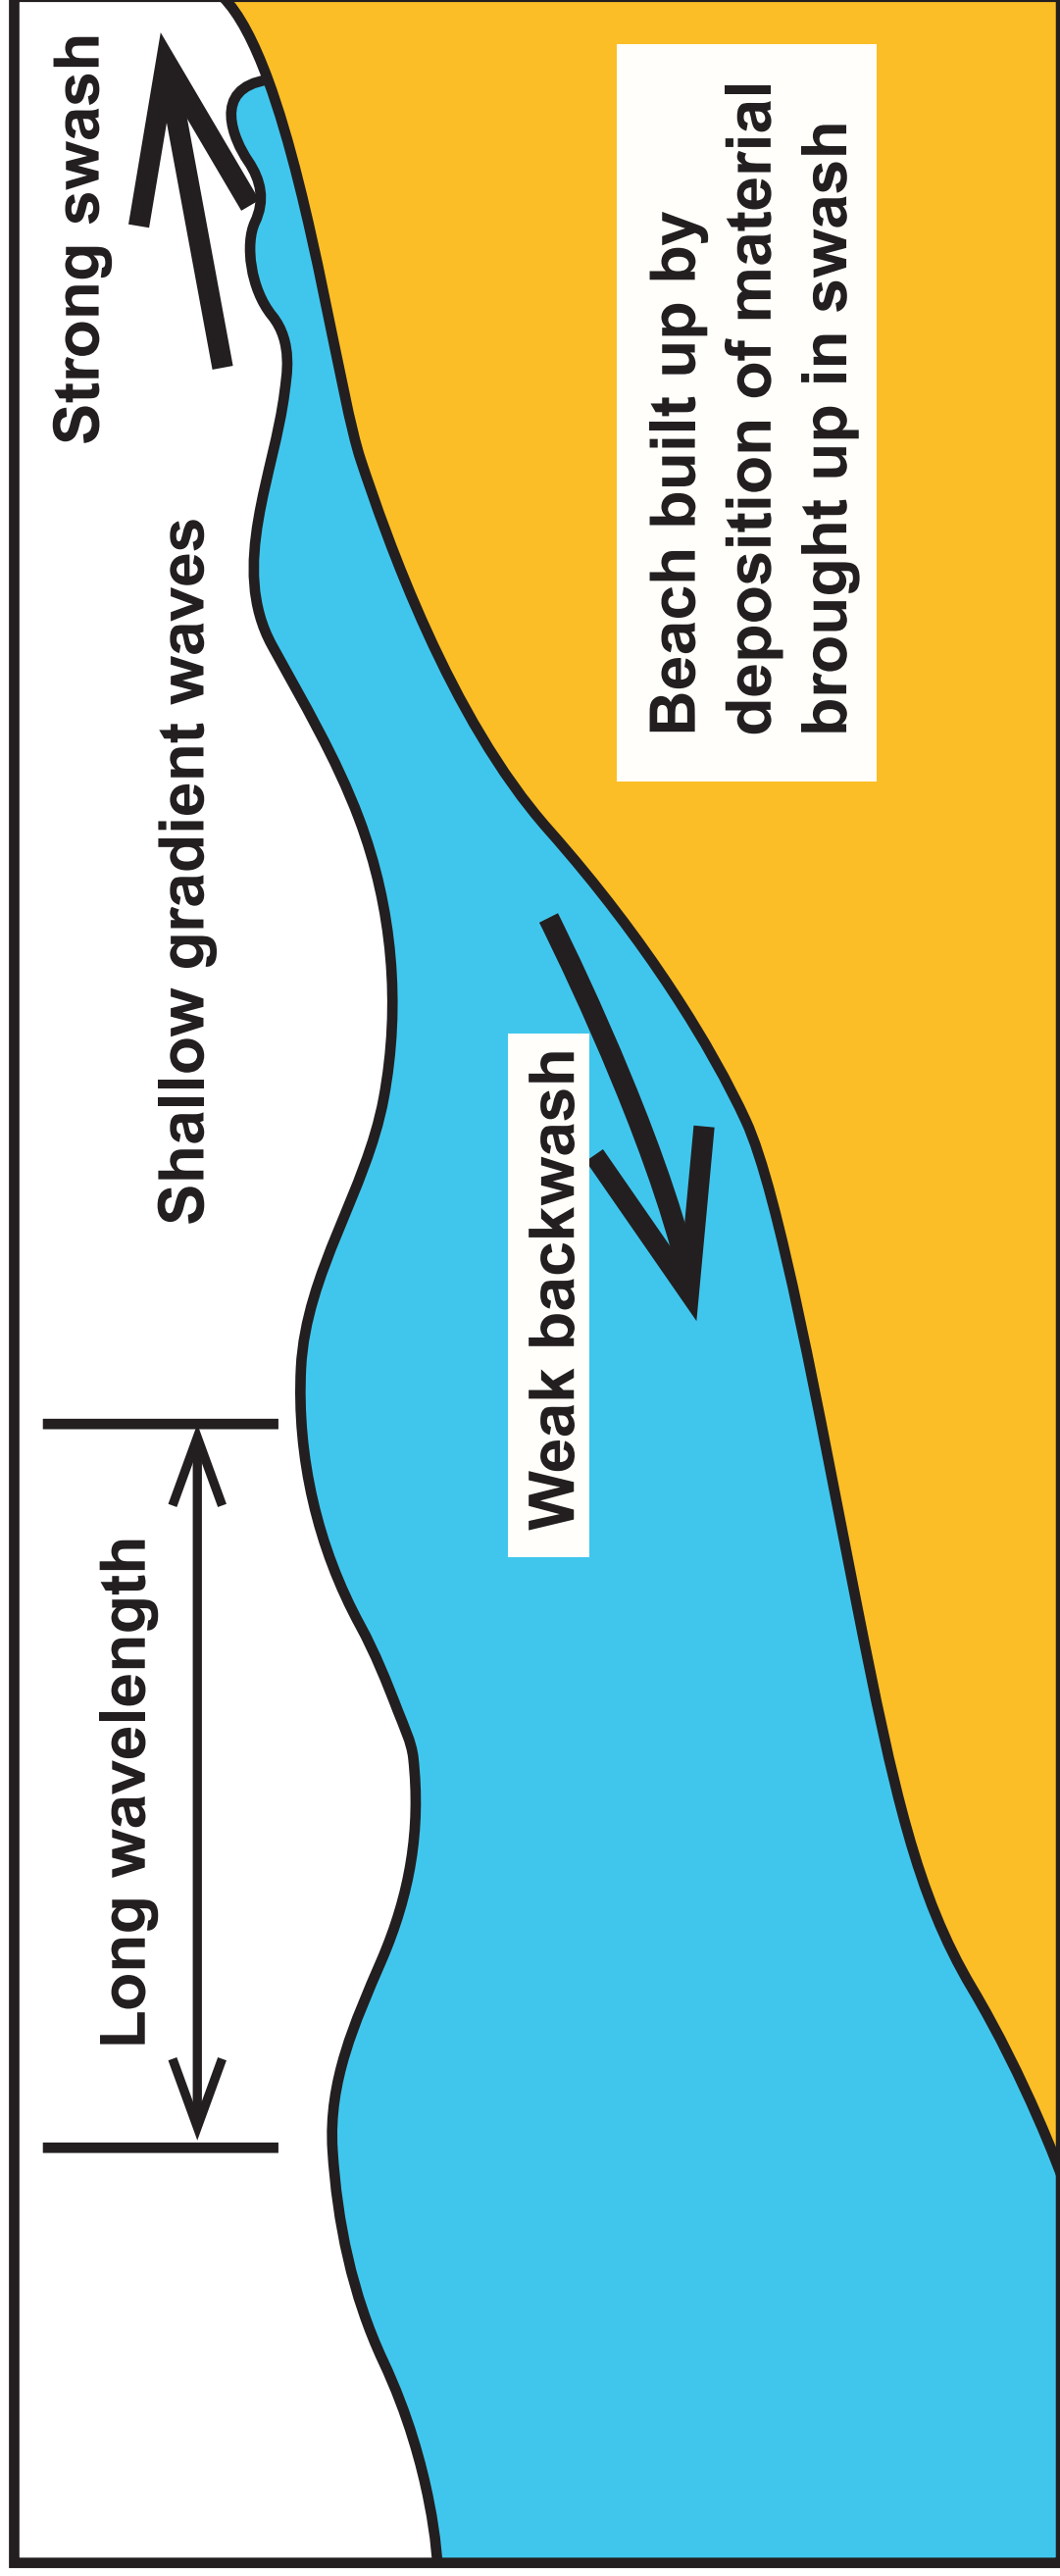 Long wavelength
Shallow gradient waves
Strong swash
Weak backwash
Beach built up by
deposition of material
brought up in swash